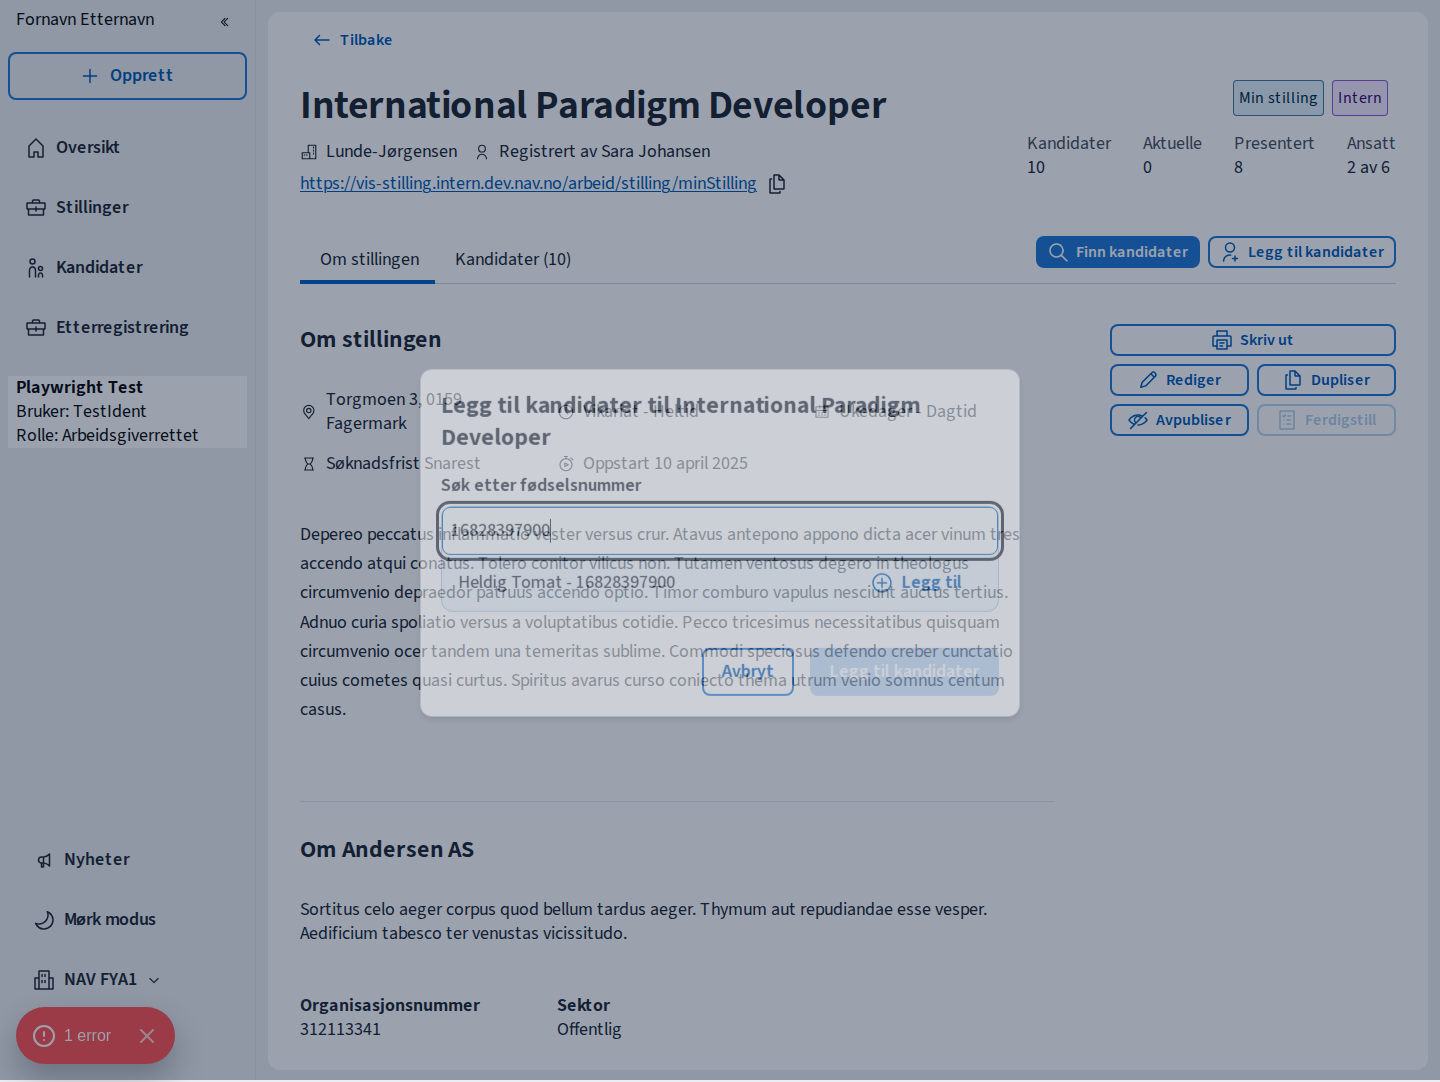 Fornavn Etternavn
Opprett
Oversikt
Stillinger
Kandidater
Etterregistrering
Playwright Test
Bruker: TestIdent
Rolle: Arbeidsgiverrettet
Nyheter
Mørk modus
NAV FYA1
1 error
Tilbake
International Paradigm Developer
Min stilling
Intern
Lunde-Jørgensen
Registrert av Sara Johansen
https://vis-stilling.intern.dev.nav.no/arbeid/stilling/minStilling
Kandidater
10
Aktuelle
0
Presentert
8
Ansatt
2 av 6
Om stillingen
Kandidater (10)
Finn kandidater
Legg til kandidater
Om stillingen
Skriv ut
Rediger
Dupliser
Avpubliser
Ferdigstill
Torgmoen 3, 0159
Fagermark
Vikariat - Heltid
Ukedager - Dagtid
Søknadsfrist Snarest
Oppstart 10 april 2025
Depereo peccatus inflammatio vester versus crur. Atavus antepono appono dicta acer vinum tres
accendo atqui conatus. Tolero conitor vilicus non. Tutamen ventosus degero in theologus
circumvenio depraedor patruus accendo optio. Timor comburo vapulus nesciunt auctus tertius.
Adnuo curia spoliatio versus a voluptatibus cotidie. Pecco tricesimus necessitatibus quisquam
circumvenio ocer tandem una temeritas sublime. Commodi speciosus defendo creber cunctatio
cuius cometes quasi curtus. Spiritus avarus curso coniecto thema utrum venio somnus centum
casus.
Legg til kandidater til International Paradigm
Developer
Søk etter fødselsnummer
16828397900
Heldig Tomat - 16828397900
Legg til
Avbryt
Legg til kandidater
Om Andersen AS
Sortitus celo aeger corpus quod bellum tardus aeger. Thymum aut repudiandae esse vesper.
Aedificium tabesco ter venustas vicissitudo.
Organisasjonsnummer
312113341
Sektor
Offentlig